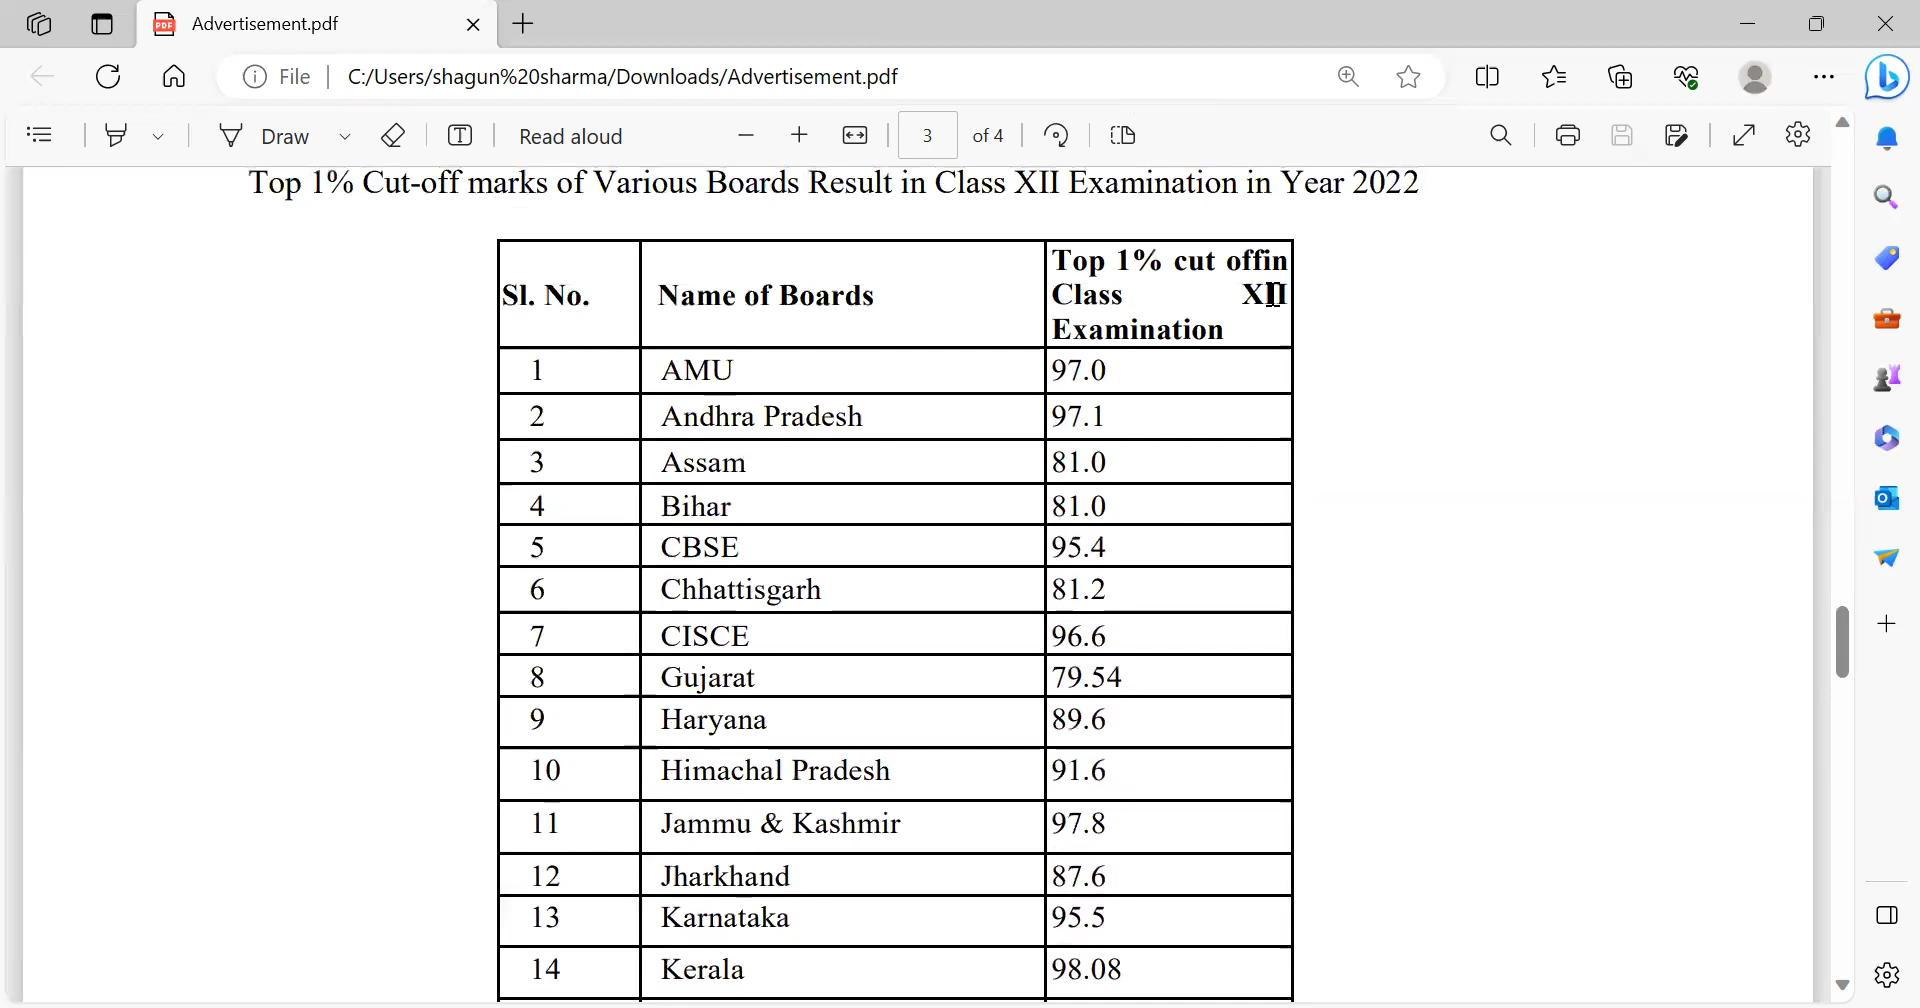 Advertisement.pdf
File
C:/Users/shagun%20sharma/Downloads/Advertisement.pdf
Draw
Read aloud
3
of 4
Top 1% Cut-off marks of Various Boards Result in Class XII Examination in Year 2022
Sl. No.
Name of Boards
Top 1% cut offin
Class XII
Examination
1 AMU 97.0
2 Andhra Pradesh 97.1
3 Assam 81.0
4 Bihar 81.0
5 CBSE 95.4
6 Chhattisgarh 81.2
7 CISCE 96.6
8 Gujarat 79.54
9 Haryana 89.6
10 Himachal Pradesh 91.6
11 Jammu & Kashmir 97.8
12 Jharkhand 87.6
13 Karnataka 95.5
14 Kerala 98.08